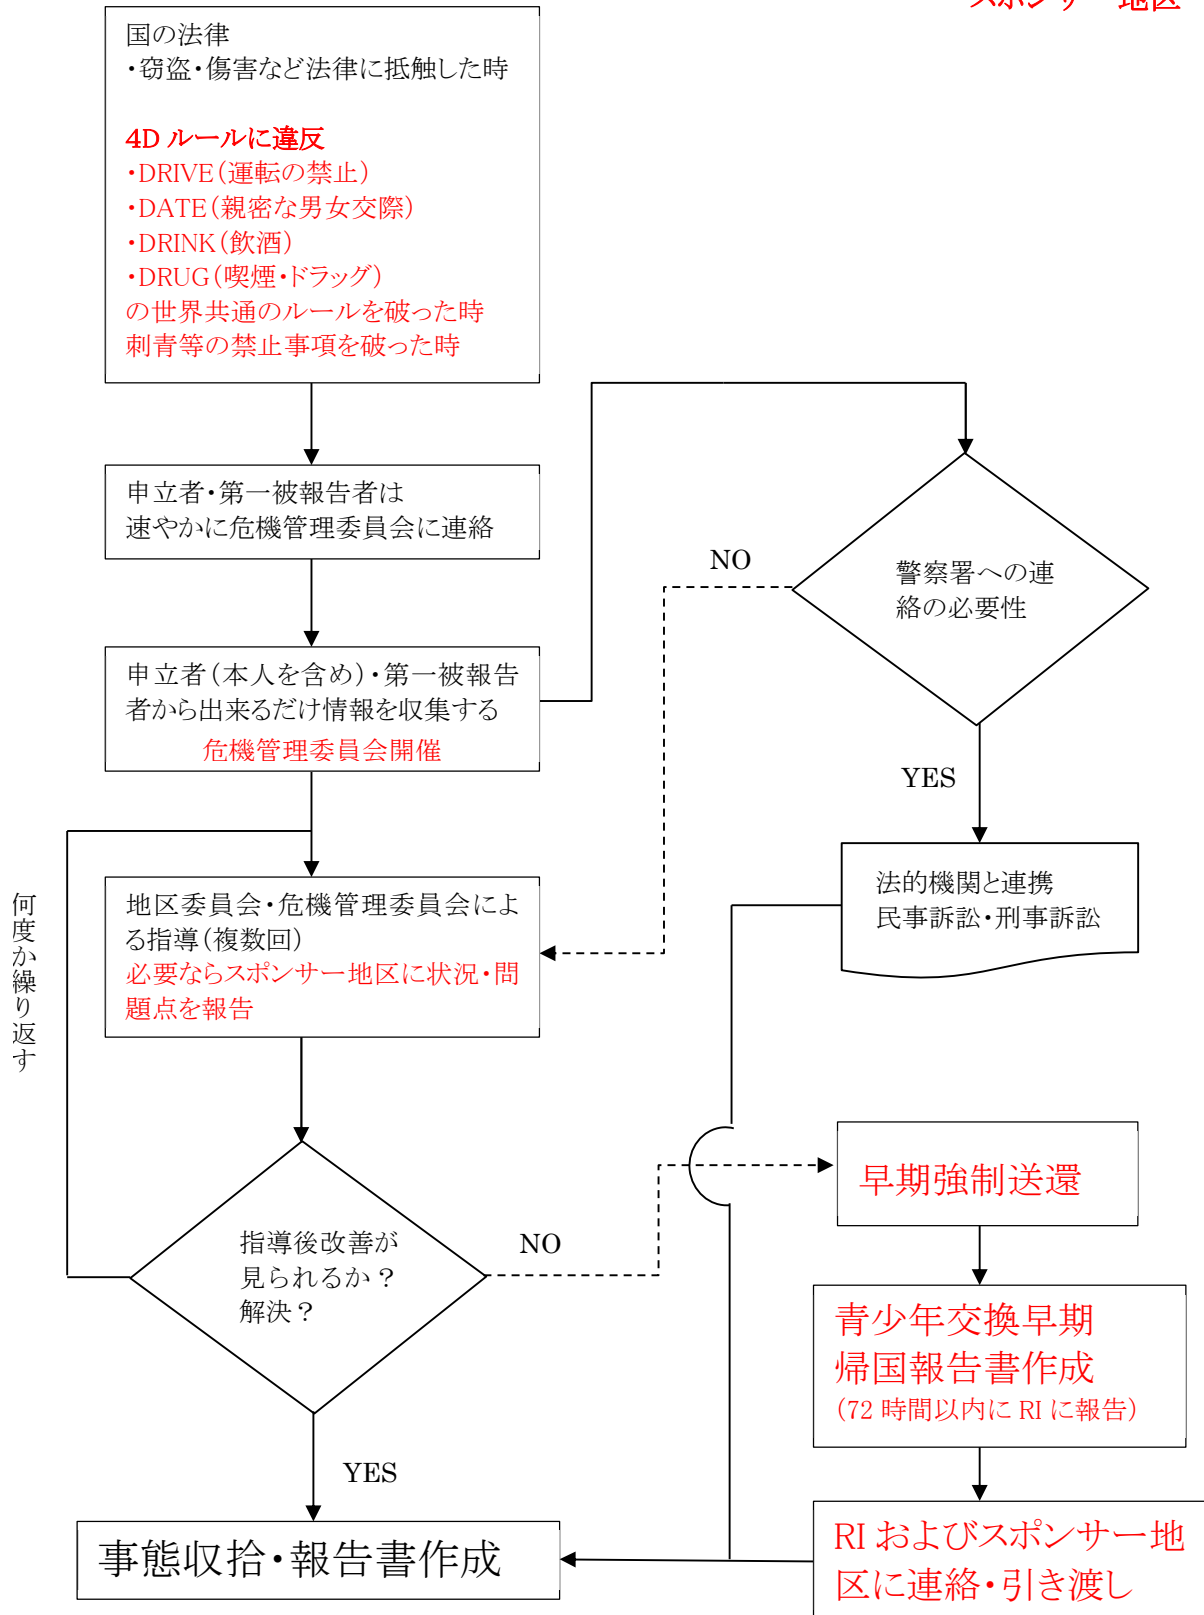 スポンサー地区
国の法律
・窃盗・傷害など法律に抵触した時
4D ルールに違反
・DRIVE（運転の禁止）
・DATE（親密な男女交際）
・DRINK（飲酒）
・DRUG（喫煙・ドラッグ）
の世界共通のルールを破った時
刺青等の禁止事項を破った時
申立者・第一被報告者は
速やかに危機管理委員会に連絡
NO
警察署への連
絡の必要性
申立者（本人を含め）・第一被報告
者から出来るだけ情報を収集する
危機管理委員会開催
YES
法的機関と連携
民事訴訟・刑事訴訟
何度か繰り返す
地区委員会・危機管理委員会によ
る指導（複数回）
必要ならスポンサー地区に状況・問
題点を報告
早期強制送還
NO
指導後改善が
見られるか？
解決？
青少年交換早期
帰国報告書作成
（72 時間以内に RI に報告）
YES
事態収拾・報告書作成
RI およびスポンサー地
区に連絡・引き渡し